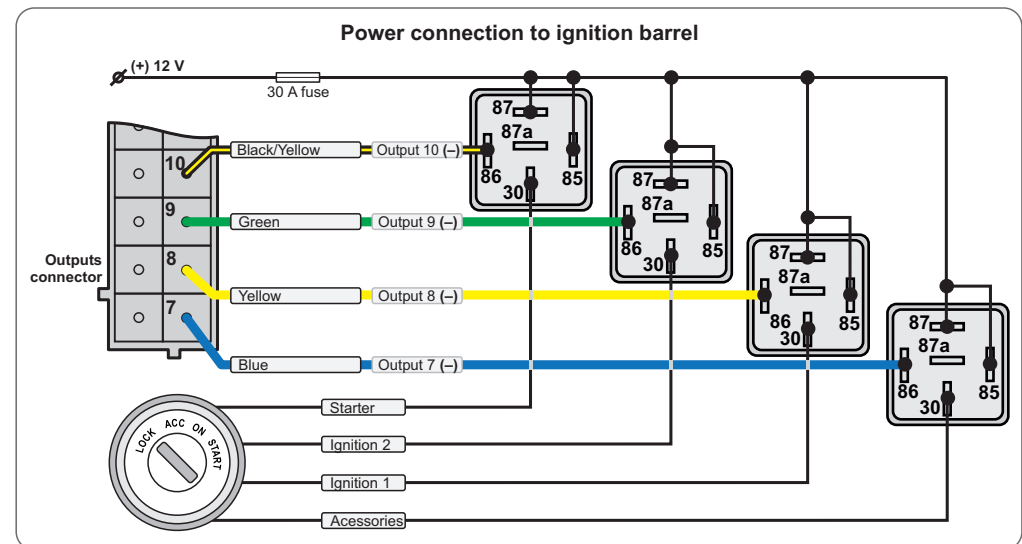 Power connection to ignition barrel
(+) 12 V
30 A fuse
87
87a
86
30
85
10
Black/Yellow
Output 10 (–)
87
87a
86
30
85
9
Green
Output 9 (–)
Outputs
connector
87
87a
86
30
85
8
Yellow
Output 8 (–)
87
87a
86
30
85
7
Blue
Output 7 (–)
LOCK ACC ON START
Starter
Ignition 2
Ignition 1
Acessories